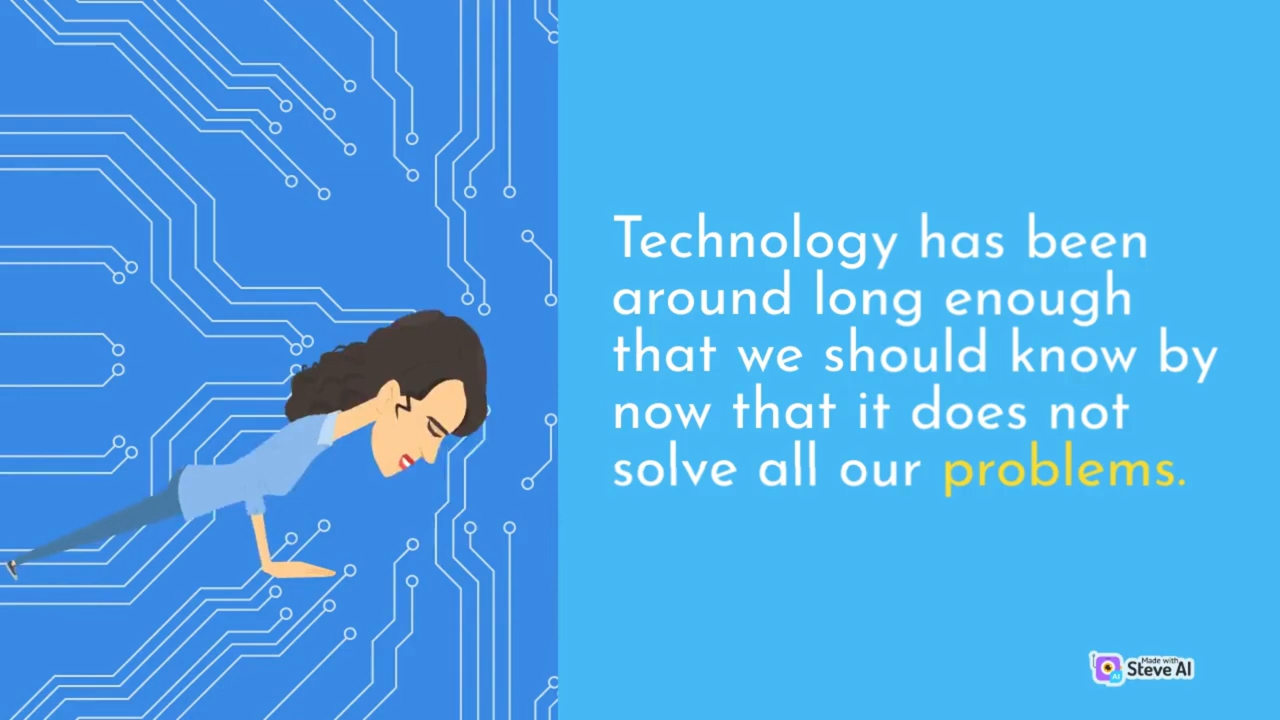 Technology has been
around long enough
that we should know by
now that it does not
solve all our problems.
Made with
Steve AI
AI